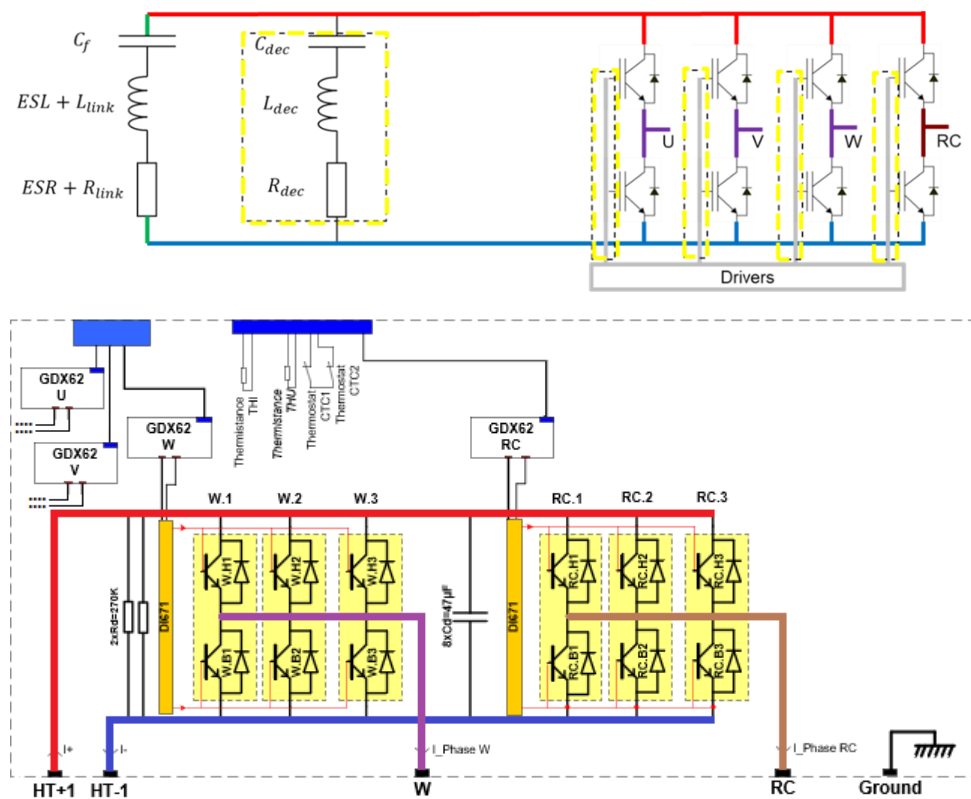 C_f
C_dec
ESL + L_link
L_dec
ESR + R_link
R_dec
U
V
W
RC
Drivers
GDX62
U
GDX62
V
GDX62
W
Thermistance
THI
Thermistance
THU
Thermostat
CTC1
Thermostat
CTC2
GDX62
RC
W.1
W.2
W.3
RC.1
RC.2
RC.3
2xRd=270K
DI671
W.H1
W.H2
W.H3
W.B1
W.B2
W.B3
8xCd=47µF
DI671
RC.H1
RC.H2
RC.H3
RC.B1
RC.B2
RC.B3
I+
I-
I_Phase W
I_Phase RC
HT+1
HT-1
W
RC
Ground